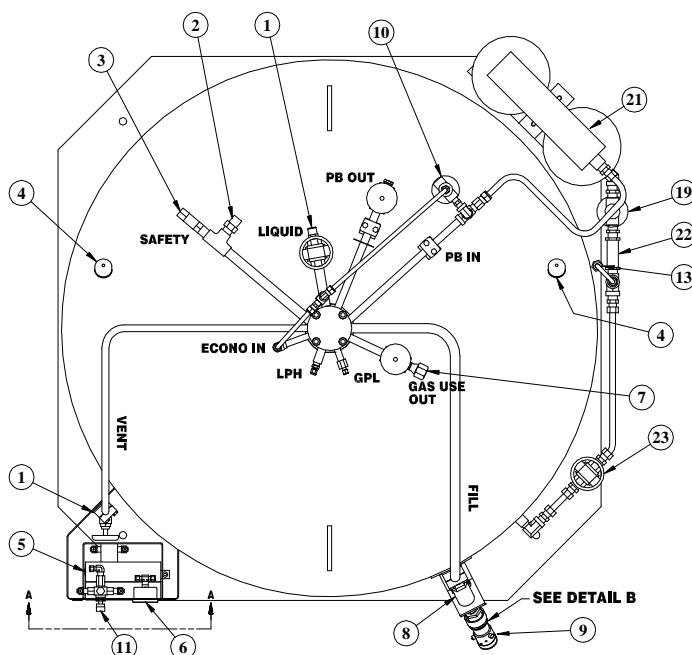 2
1
10
3
21
PB OUT
4
SAFETY
LIQUID
19
22
PB IN
13
4
ECONO IN
LPH
GPL
GAS USE
OUT
7
VENT
23
FILL
1
5
A
A
SEE DETAIL B
8
9
11
6